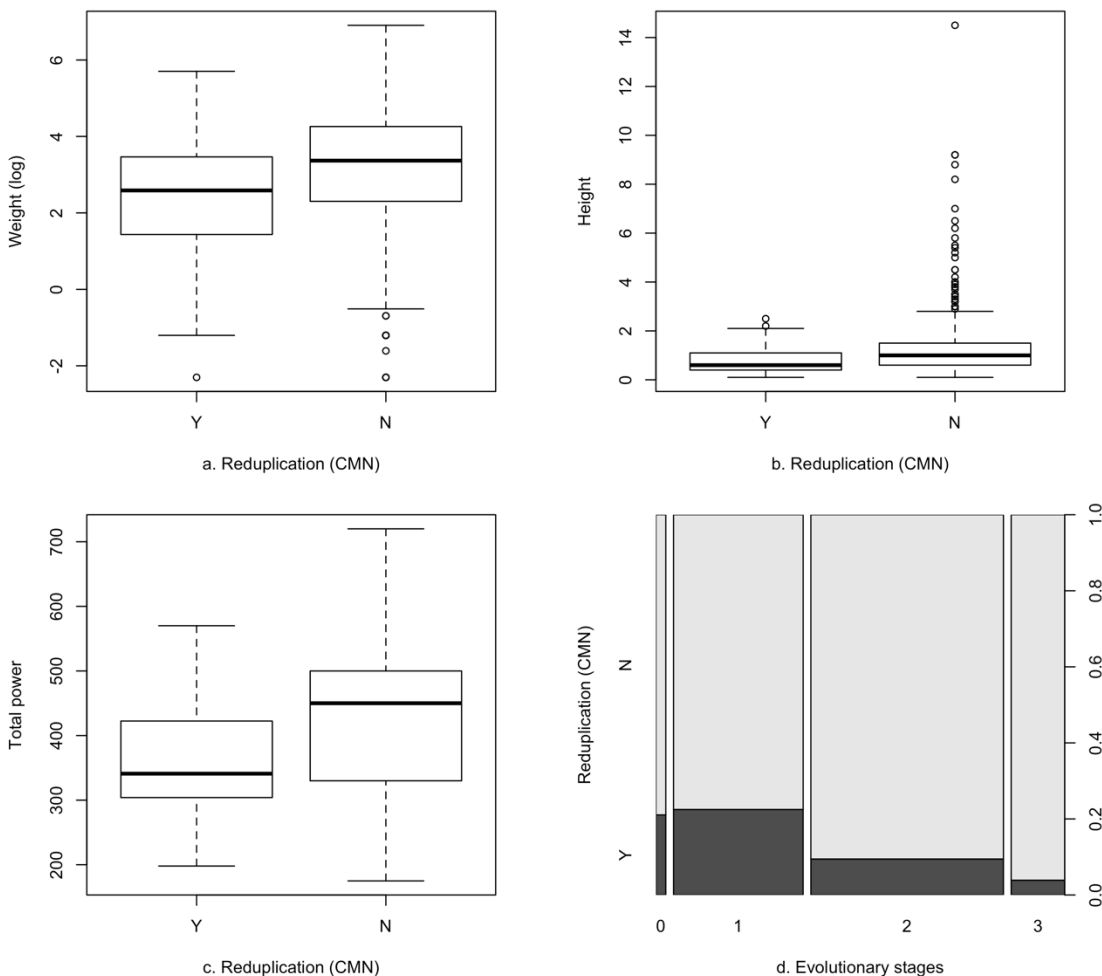 Weight (log)
6
4
2
0
-2
Y N
a. Reduplication (CMN)
Height
14
12
10
8
6
4
2
0
Y N
b. Reduplication (CMN)
Total power
700
600
500
400
300
200
Y N
c. Reduplication (CMN)
Reduplication (CMN)
N
Y
1.0
0.8
0.6
0.4
0.2
0.0
0 1 2 3
d. Evolutionary stages